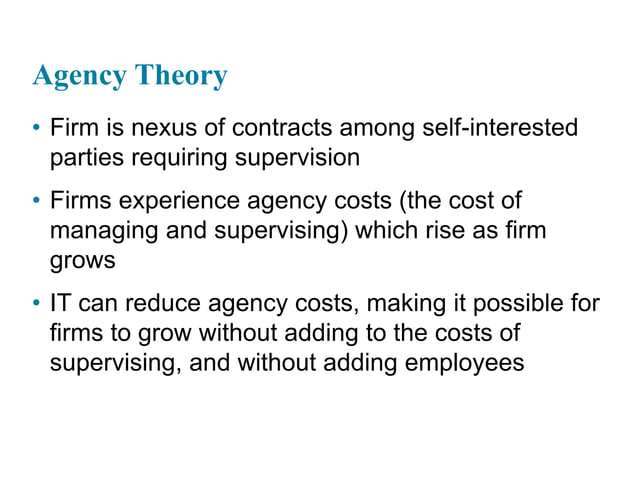 Agency Theory
• Firm is nexus of contracts among self-interested
parties requiring supervision
• Firms experience agency costs (the cost of
managing and supervising) which rise as firm
grows
• IT can reduce agency costs, making it possible for
firms to grow without adding to the costs of
supervising, and without adding employees